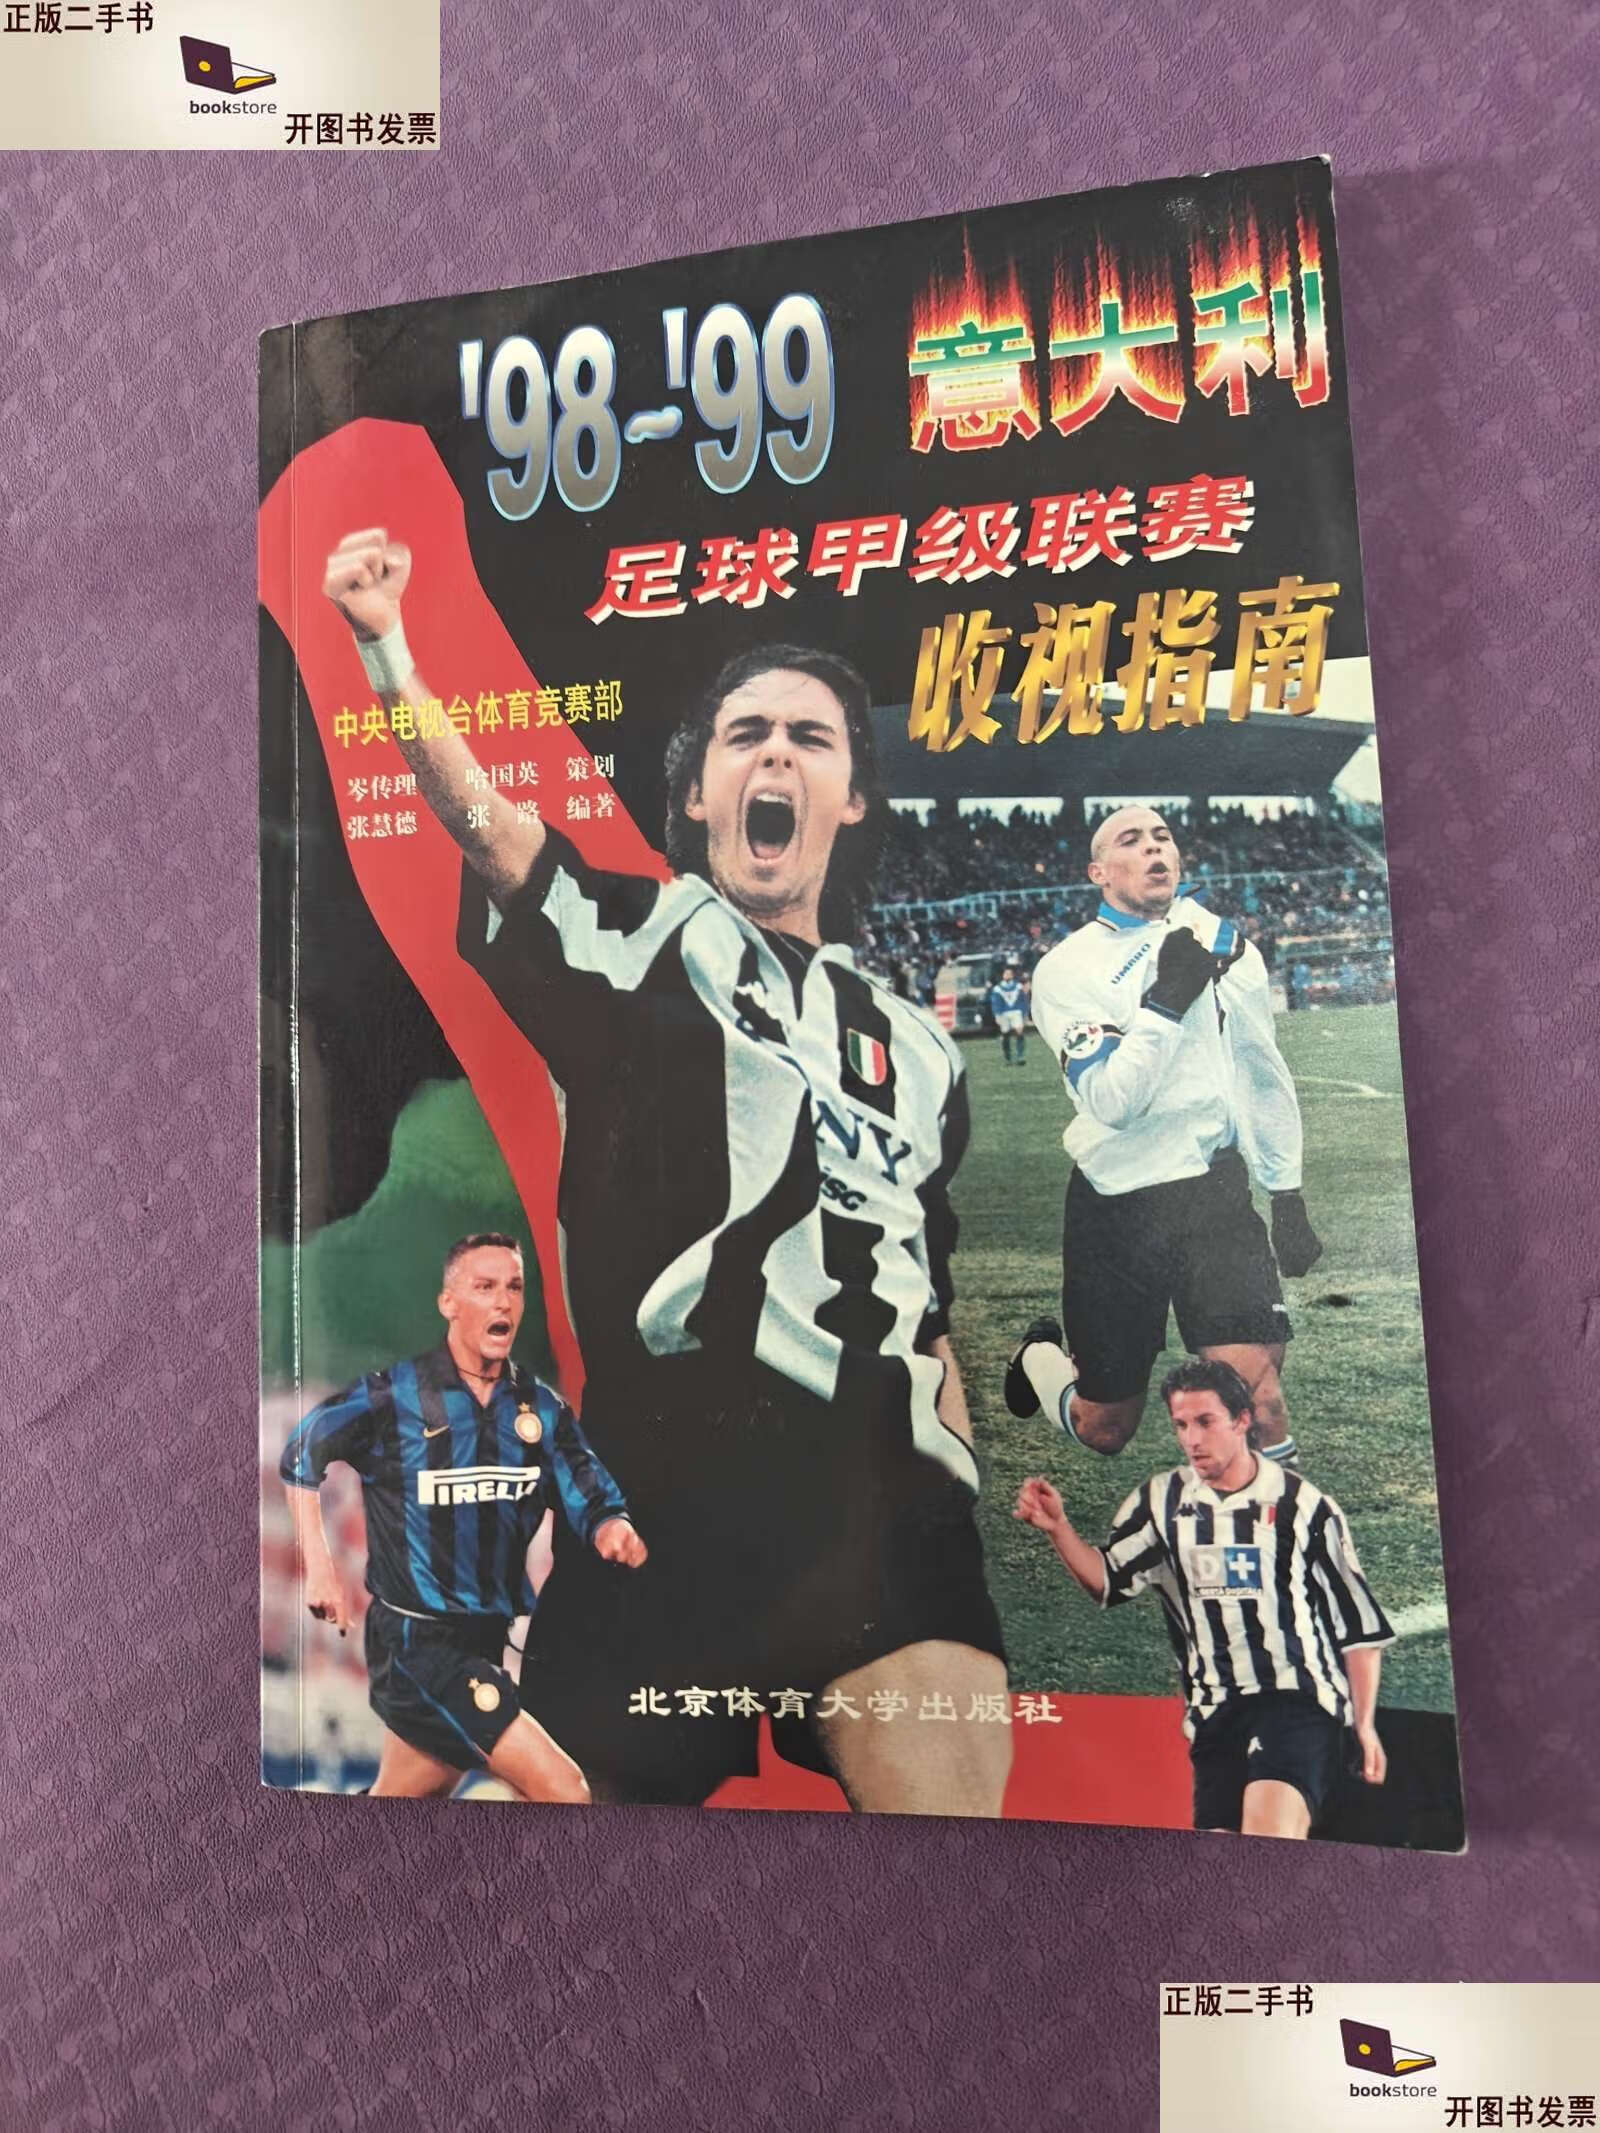 正版二手书
bookstore
开图书发票
'98~'99 意大利
足球甲级联赛
收视指南
中央电视台体育竞赛部
岑传理 哈国英 策划
张慧德 张路 编著
UMBRO
NY
SC
PIRELLI
D+
北京体育大学出版社
正版二手书
bookstore
开图书发票